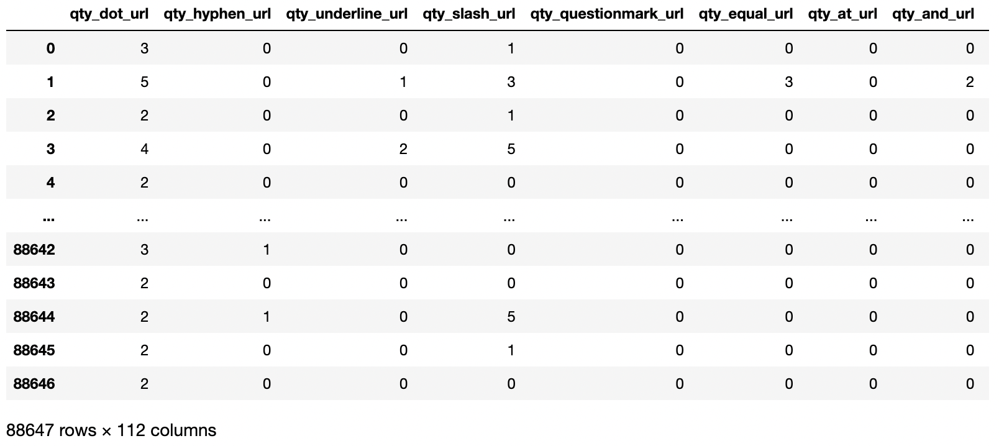 qty_dot_url qty_hyphen_url qty_underline_url qty_slash_url qty_questionmark_url qty_equal_url qty_at_url qty_and_url
0 3 0 0 1 0 0 0 0
1 5 0 1 3 0 3 0 2
2 2 0 0 1 0 0 0 0
3 4 0 2 5 0 0 0 0
4 2 0 0 0 0 0 0 0
... ... ... ... ... ... ... ... ...
88642 3 1 0 0 0 0 0 0
88643 2 0 0 0 0 0 0 0
88644 2 1 0 5 0 0 0 0
88645 2 0 0 1 0 0 0 0
88646 2 0 0 0 0 0 0 0
88647 rows × 112 columns